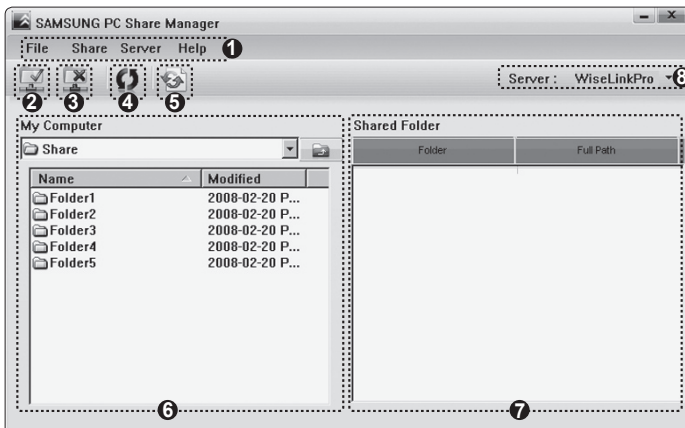 SAMSUNG PC Share Manager
File Share Server Help 1
2 3 4 5
Server : WiseLinkPro 8
My Computer
Share
Name Modified
Folder1 2008-02-20 P...
Folder2 2008-02-20 P...
Folder3 2008-02-20 P...
Folder4 2008-02-20 P...
Folder5 2008-02-20 P...
6
Shared Folder
Folder Full Path
7